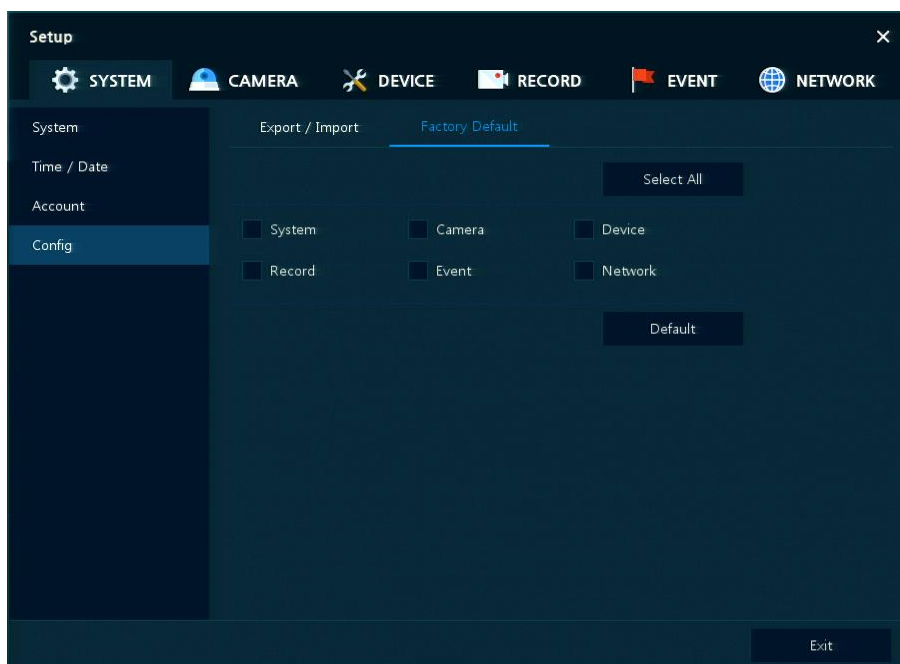 Setup
SYSTEM CAMERA DEVICE RECORD EVENT NETWORK
System
Time / Date
Account
Config
Export / Import Factory Default
Select All
System Camera Device
Record Event Network
Default
Exit